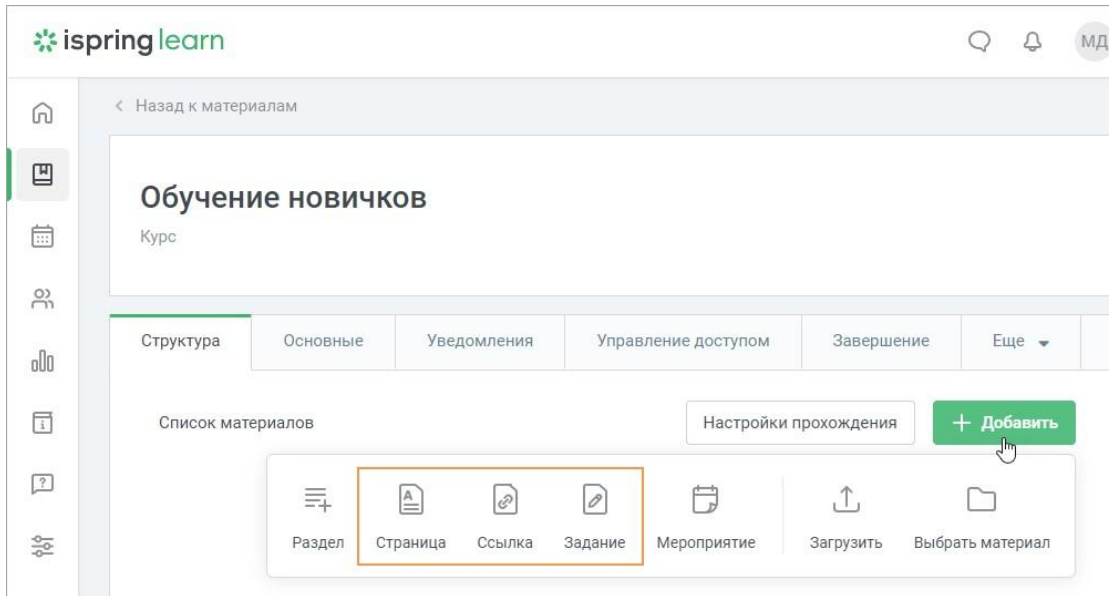 ispring learn
МД
< Назад к материалам
Обучение новичков
Курс
Структура Основные Уведомления Управление доступом Завершение Еще
Список материалов Настройки прохождения + Добавить
Раздел Страница Ссылка Задание Мероприятие Загрузить Выбрать материал